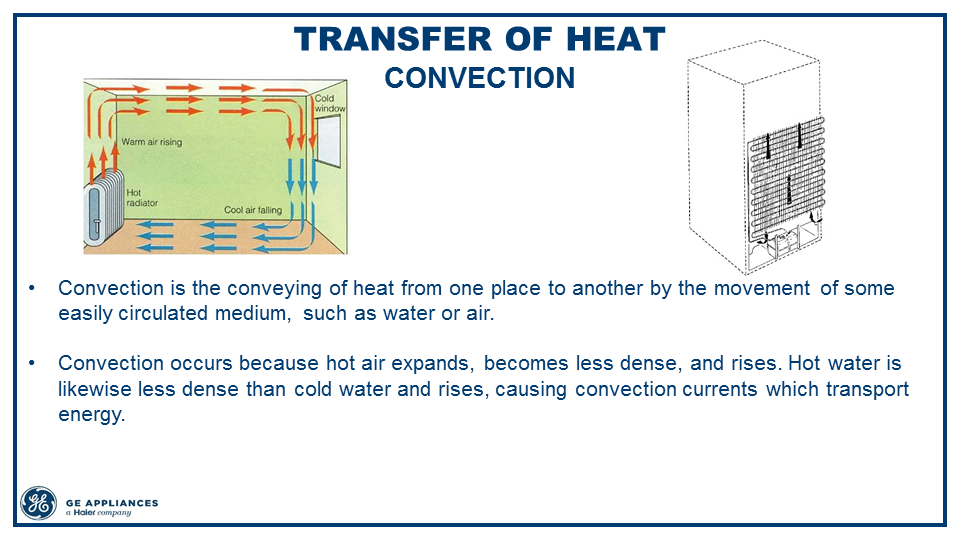 TRANSFER OF HEAT
CONVECTION
Cold
window
Warm air rising
Hot
radiator
Cool air falling
• Convection is the conveying of heat from one place to another by the movement of some
easily circulated medium, such as water or air.
• Convection occurs because hot air expands, becomes less dense, and rises. Hot water is
likewise less dense than cold water and rises, causing convection currents which transport
energy.
GE APPLIANCES
a Haier company